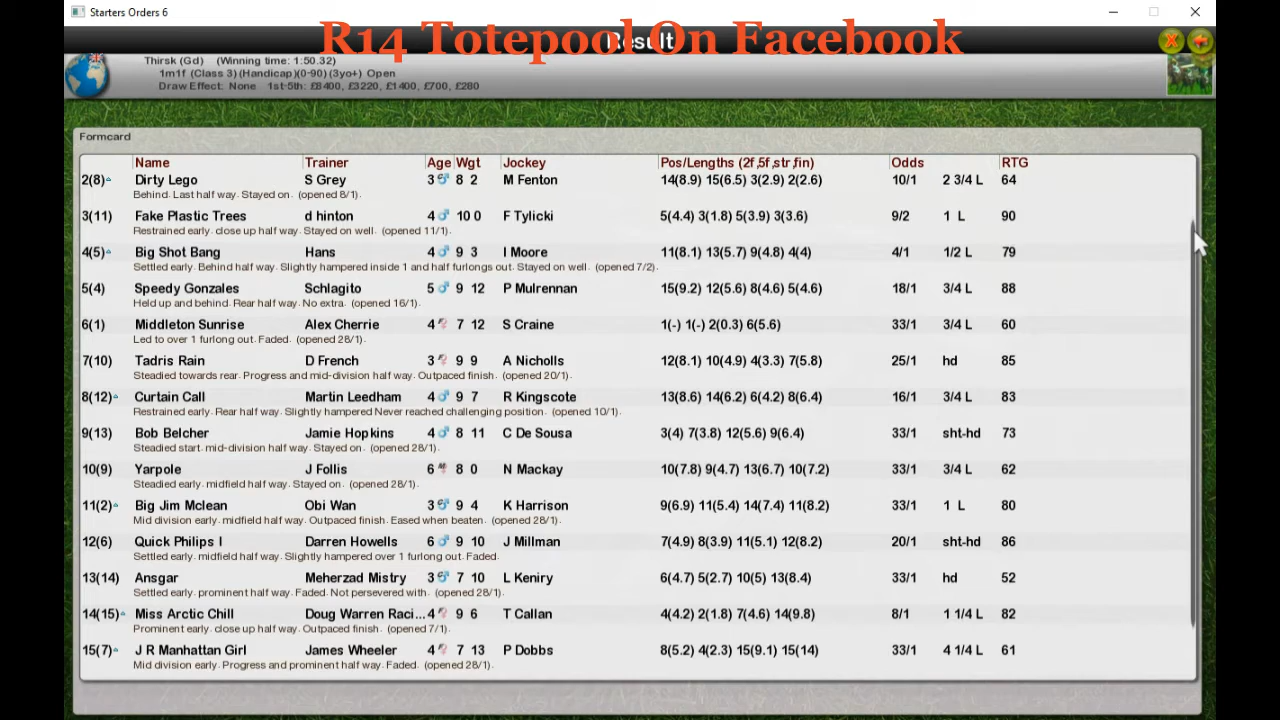 Starters Orders 6
R14 Totepool On Facebook
Result
Thirsk (Gd) (Winning time: 1:50.32)
1m1f (Class 3) (Handicap)(0-90) (3yo+) Open
Draw Effect: None 1st-5th: £8400, £3220, £1400, £700, £280
Formcard
Name Trainer Age Wgt Jockey Pos/Lengths (2f,5f,str,fin) Odds RTG
2(8) Dirty Lego S Grey 3 8 2 M Fenton 14(8.9) 15(6.5) 3(2.9) 2(2.6) 10/1 2 3/4 L 64
Behind. Last half way. Stayed on. (opened 8/1).
3(11) Fake Plastic Trees d hinton 4 10 0 F Tylicki 5(4.4) 3(1.8) 5(3.9) 3(3.6) 9/2 1 L 90
Restrained early. close up half way. Stayed on well. (opened 11/1).
4(5) Big Shot Bang Hans 4 9 3 I Moore 11(8.1) 13(5.7) 9(4.8) 4(4) 4/1 1/2 L 79
Settled early. Behind half way. Slightly hampered inside 1 and half furlongs out. Stayed on well. (opened 7/2).
5(4) Speedy Gonzales Schlagito 5 9 12 P Mulrennan 15(9.2) 12(5.6) 8(4.6) 5(4.6) 18/1 3/4 L 88
Held up and behind. Rear half way. No extra. (opened 16/1).
6(1) Middleton Sunrise Alex Cherrie 4 7 12 S Craine 1(-) 1(-) 2(0.3) 6(5.6) 33/1 3/4 L 60
Led to over 1 furlong out. Faded. (opened 28/1).
7(10) Tadris Rain D French 3 9 9 A Nicholls 12(8.1) 10(4.9) 4(3.3) 7(5.8) 25/1 hd 85
Steadied towards rear. Progress and mid-division half way. Outpaced finish. (opened 20/1).
8(12) Curtain Call Martin Leedham 4 9 7 R Kingscote 13(8.6) 14(6.2) 6(4.2) 8(6.4) 16/1 3/4 L 83
Restrained early. Rear half way. Slightly hampered Never reached challenging position. (opened 10/1).
9(13) Bob Belcher Jamie Hopkins 4 8 11 C De Sousa 3(4) 7(3.8) 12(5.6) 9(6.4) 33/1 sht-hd 73
Steadied start. mid-division half way. Stayed on. (opened 28/1).
10(9) Yarpole J Follis 6 8 0 N Mackay 10(7.8) 9(4.7) 13(6.7) 10(7.2) 33/1 3/4 L 62
Steadied early. midfield half way. Stayed on. (opened 28/1).
11(2) Big Jim Mclean Obi Wan 3 9 4 K Harrison 9(6.9) 11(5.4) 14(7.4) 11(8.2) 33/1 1 L 80
Mid division early. midfield half way. Outpaced finish. Eased when beaten. (opened 28/1).
12(6) Quick Philips I Darren Howells 6 9 10 J Millman 7(4.9) 8(3.9) 11(5.1) 12(8.2) 20/1 sht-hd 86
Settled early. midfield half way. Slightly hampered over 1 furlong out. Faded.
13(14) Ansgar Meherzad Mistry 3 7 10 L Keniry 6(4.7) 5(2.7) 10(5) 13(8.4) 33/1 hd 52
Settled early. prominent half way. Faded. Not persevered with. (opened 28/1).
14(15) Miss Arctic Chill Doug Warren Raci... 4 9 6 T Callan 4(4.2) 2(1.8) 7(4.6) 14(9.8) 8/1 1 1/4 L 82
Prominent early. close up half way. Outpaced finish. (opened 7/1).
15(7) J R Manhattan Girl James Wheeler 4 7 13 P Dobbs 8(5.2) 4(2.3) 15(9.1) 15(14) 33/1 4 1/4 L 61
Mid division early. Progress and prominent half way. Faded. (opened 28/1).